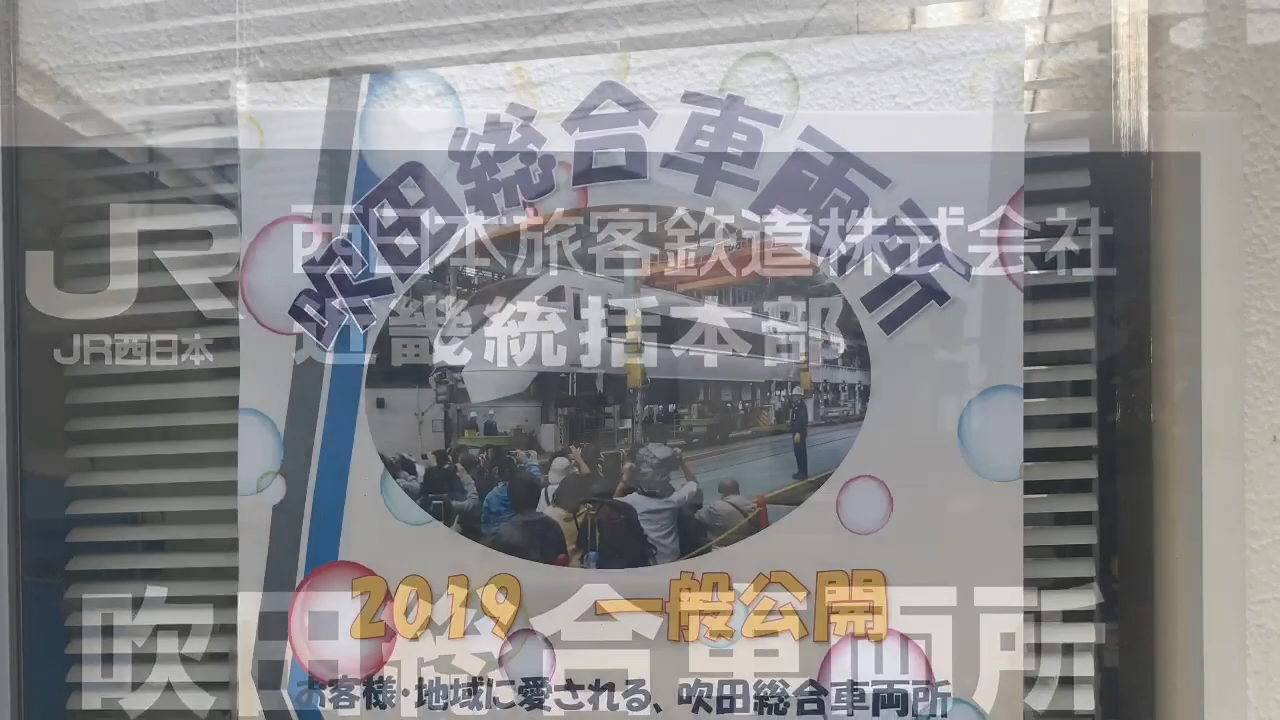 吹田総合車両所
JR 西日本旅客鉄道株式会社
JR西日本 近畿統括本部
2019 一般公開
吹田総合車両所
お客様・地域に愛される、吹田総合車両所